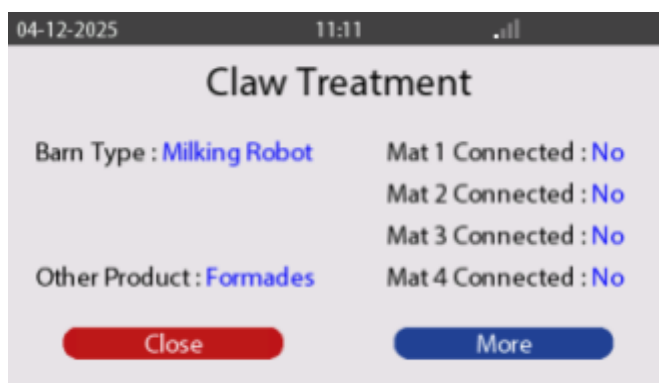 04-12-2025 11:11
Claw Treatment
Barn Type : Milking Robot Mat 1 Connected : No
Mat 2 Connected : No
Mat 3 Connected : No
Other Product : Formades Mat 4 Connected : No
Close More